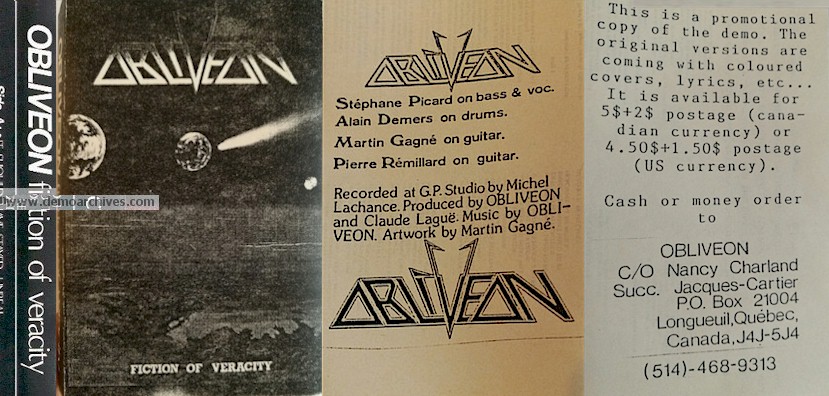 OBLIVEON fiction of veracity
Side A
www.demoarchives.com
OBLIVEON
FICTION OF VERACITY
OBLIVEON
Stéphane Picard on bass & voc.
Alain Demers on drums.
Martin Gagné on guitar.
Pierre Rémillard on guitar.
Recorded at G.P. Studio by Michel
Lachance. Produced by OBLIVEON
and Claude Laguë. Music by OBLI-
VEON. Artwork by Martin Gagné.
OBLIVEON
This is a promotional
copy of the demo. The
original versions are
coming with coloured
covers, lyrics, etc...
It is available for
5$+2$ postage (cana-
dian currency) or
4.50$+1.50$ postage
(US currency).
Cash or money order
to
OBLIVEON
C/O Nancy Charland
Succ. Jacques-Cartier
P.O. Box 21004
Longueuil,Québec,
Canada,J4J-5J4
(514)-468-9313